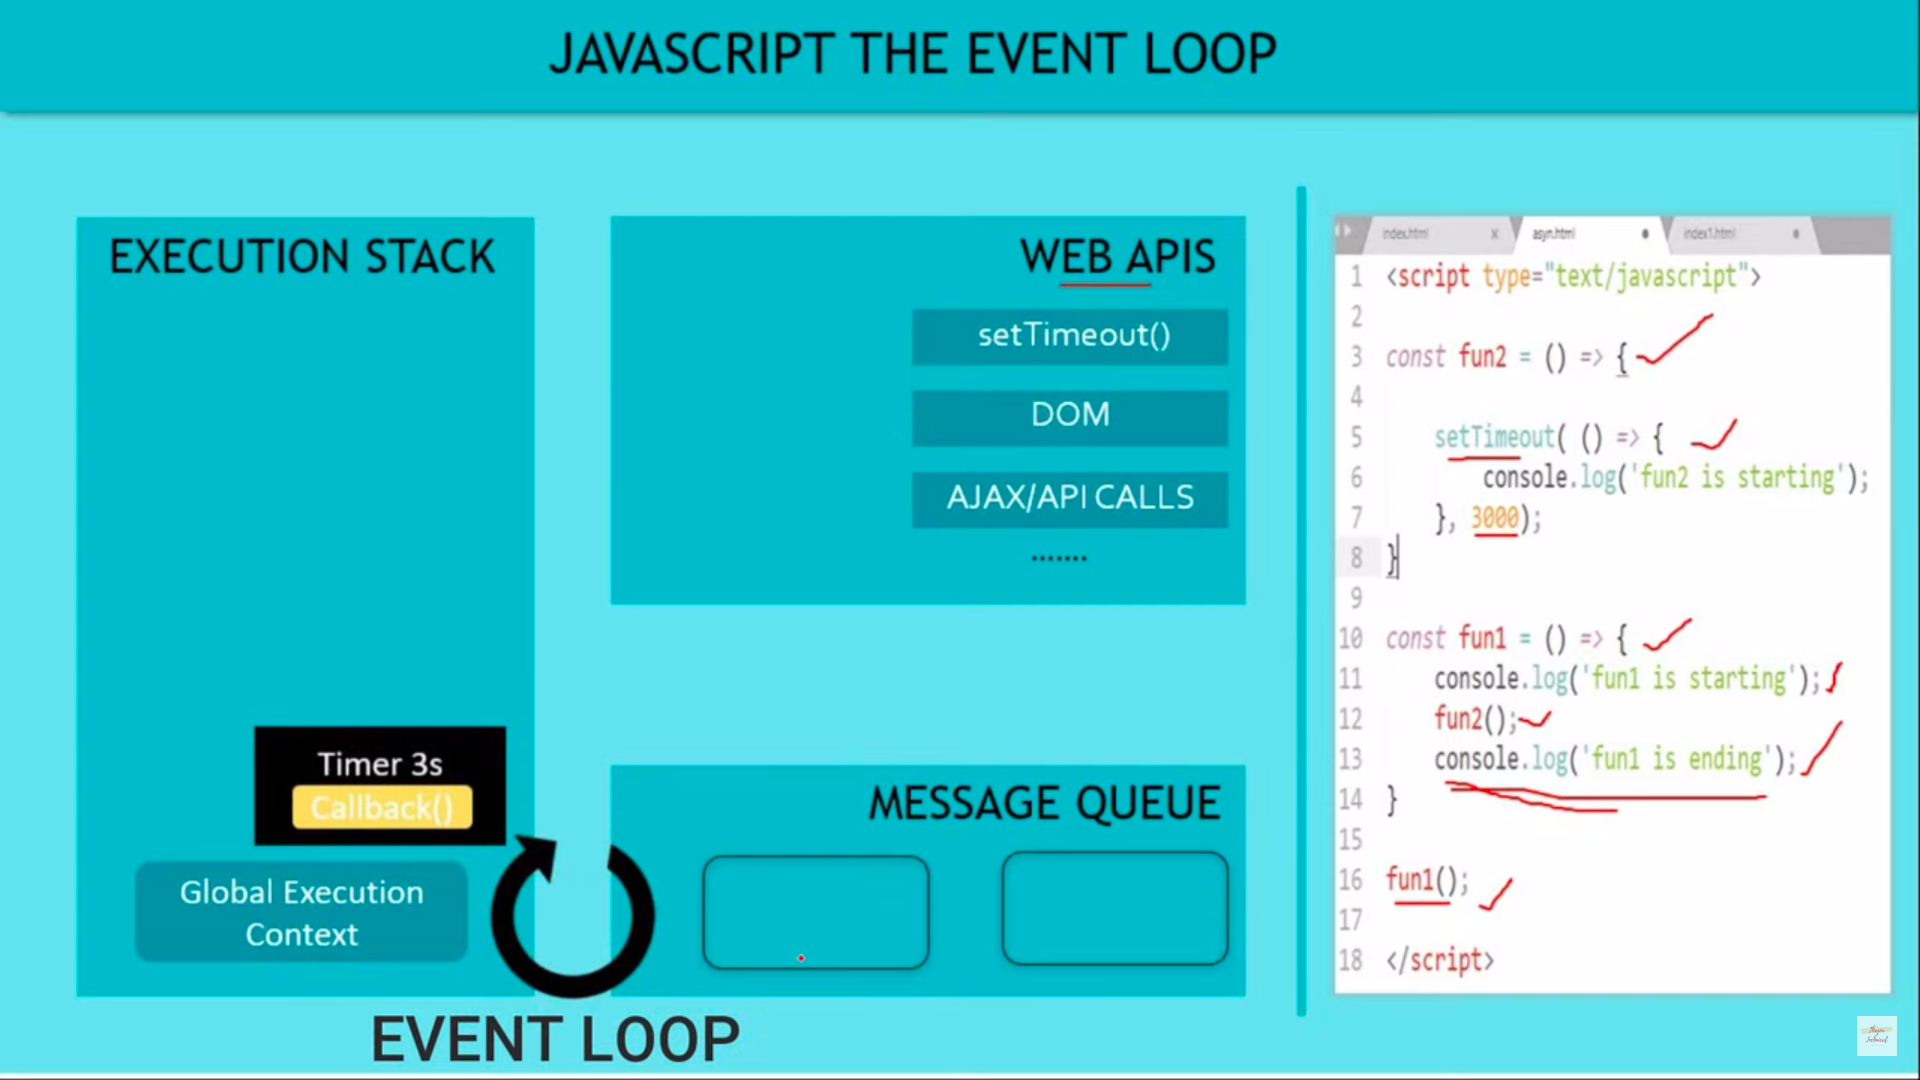 JAVASCRIPT THE EVENT LOOP
EXECUTION STACK
Timer 3s
Callback()
Global Execution
Context
EVENT LOOP
WEB APIS
setTimeout()
DOM
AJAX/API CALLS
.......
MESSAGE QUEUE
index.html x asyn.html index1.html
1 <script type="text/javascript">
2
3 const fun2 = () => {
4
5 setTimeout( () => {
6 console.log('fun2 is starting');
7 }, 3000);
8 }
9
10 const fun1 = () => {
11 console.log('fun1 is starting');
12 fun2();
13 console.log('fun1 is ending');
14 }
15
16 fun1();
17
18 </script>